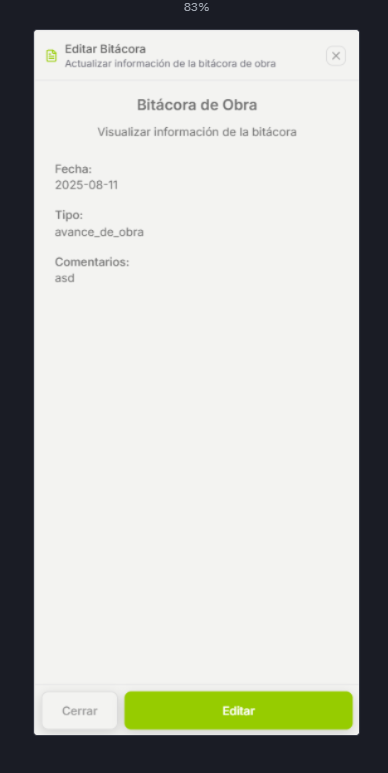 83%
Editar Bitácora
Actualizar información de la bitácora de obra
Bitácora de Obra
Visualizar información de la bitácora
Fecha:
2025-08-11
Tipo:
avance_de_obra
Comentarios:
asd
Cerrar
Editar